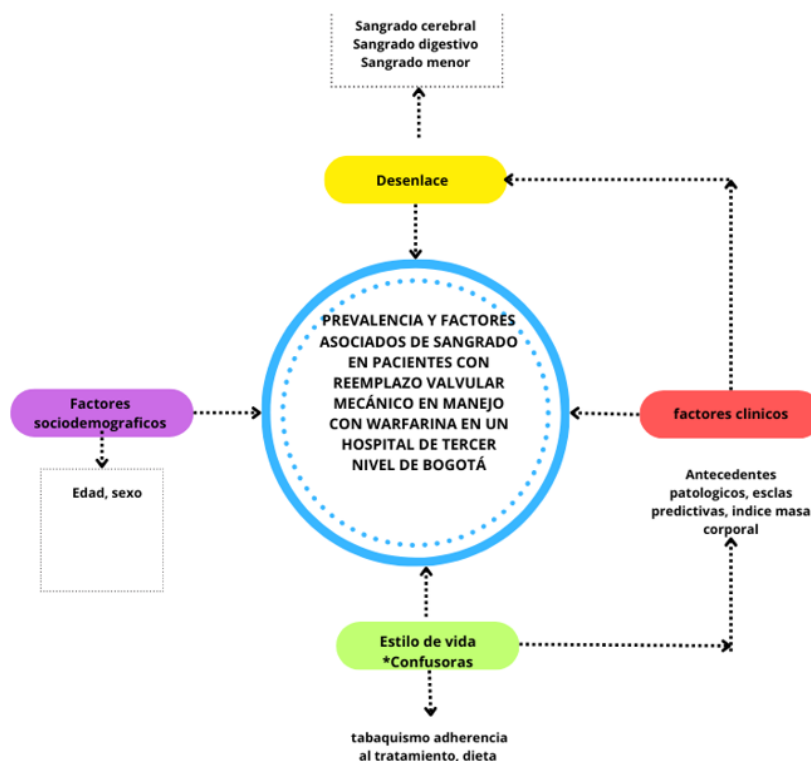 Sangrado cerebral
Sangrado digestivo
Sangrado menor
Desenlace
PREVALENCIA Y FACTORES
ASOCIADOS DE SANGRADO
EN PACIENTES CON
REEMPLAZO VALVULAR
MECÁNICO EN MANEJO
CON WARFARINA EN UN
HOSPITAL DE TERCER
NIVEL DE BOGOTÁ
Factores
sociodemograficos
Edad, sexo
factores clinicos
Antecedentes
patologicos, esclas
predictivas, indice masa
corporal
Estilo de vida
*Confusoras
tabaquismo adherencia
al tratamiento, dieta